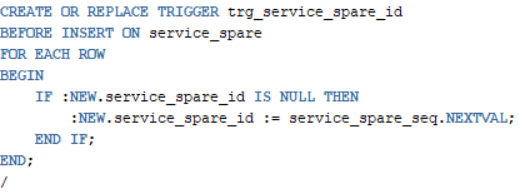 CREATE OR REPLACE TRIGGER trg_service_spare_id
BEFORE INSERT ON service_spare
FOR EACH ROW
BEGIN
    IF :NEW.service_spare_id IS NULL THEN
        :NEW.service_spare_id := service_spare_seq.NEXTVAL;
    END IF;
END;
/